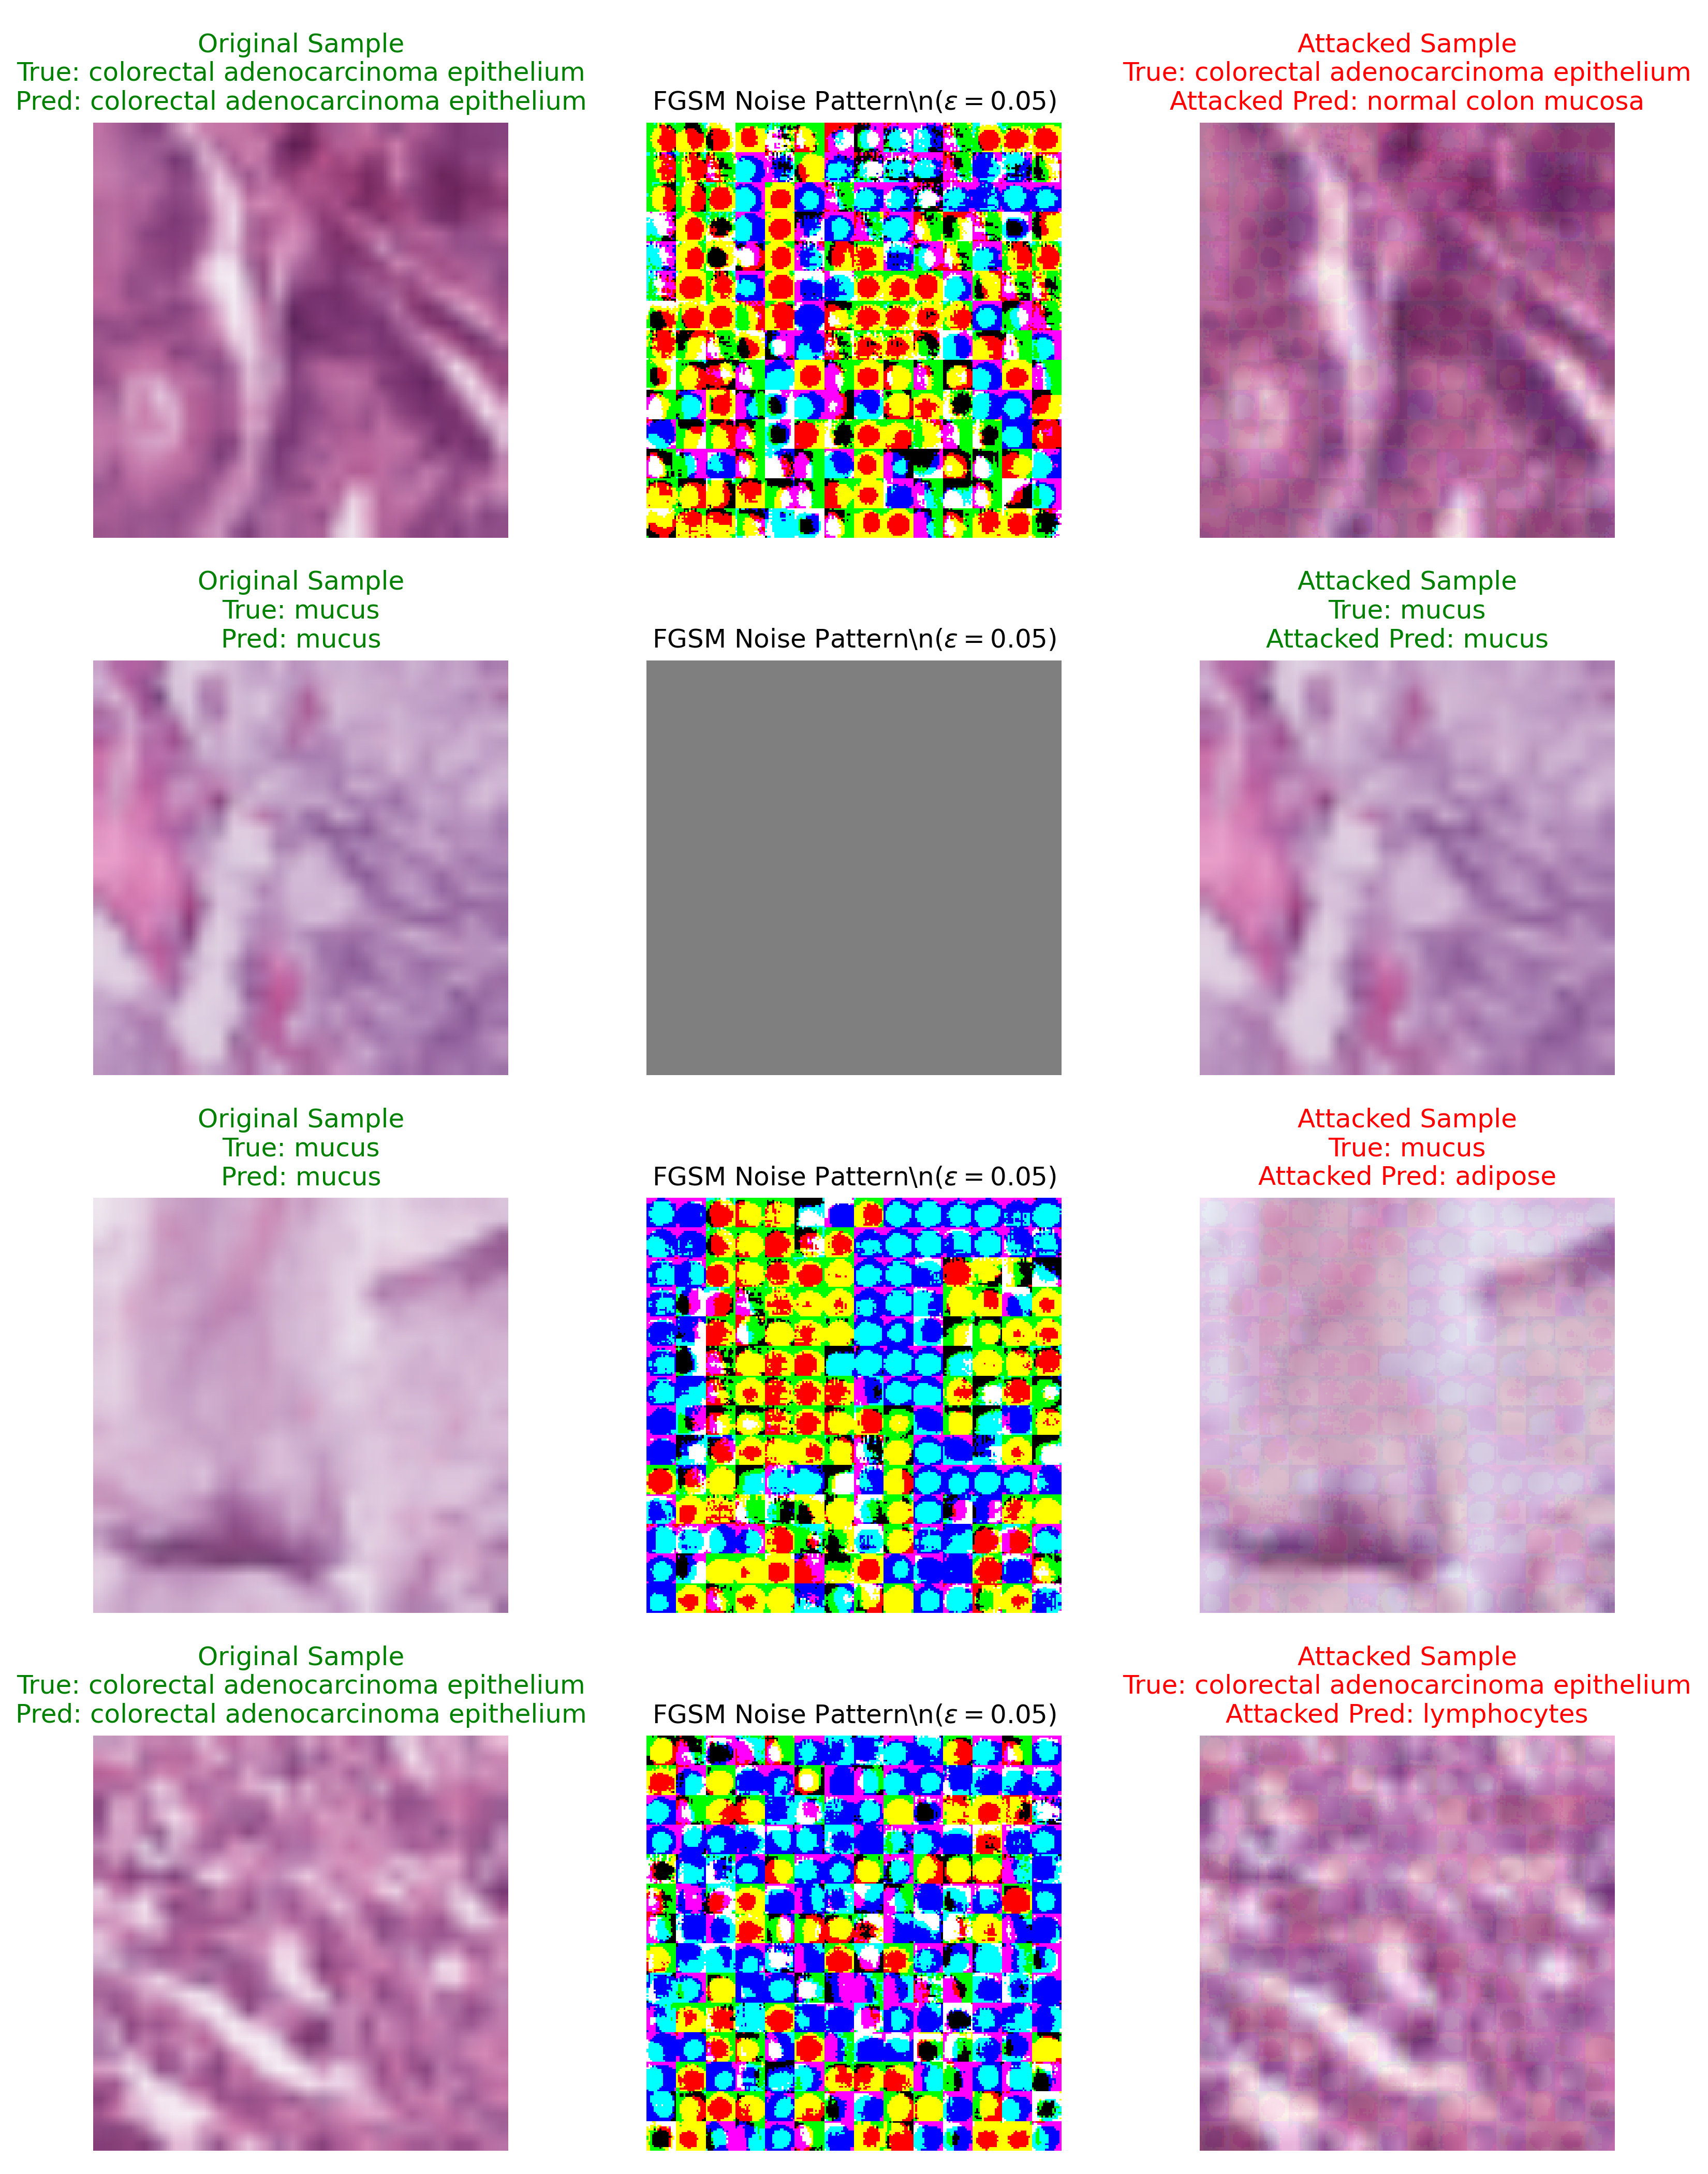 Original Sample
True: colorectal adenocarcinoma epithelium
Pred: colorectal adenocarcinoma epithelium
FGSM Noise Pattern\n(ε = 0.05)
Attacked Sample
True: colorectal adenocarcinoma epithelium
Attacked Pred: normal colon mucosa
Original Sample
True: mucus
Pred: mucus
FGSM Noise Pattern\n(ε = 0.05)
Attacked Sample
True: mucus
Attacked Pred: mucus
Original Sample
True: mucus
Pred: mucus
FGSM Noise Pattern\n(ε = 0.05)
Attacked Sample
True: mucus
Attacked Pred: adipose
Original Sample
True: colorectal adenocarcinoma epithelium
Pred: colorectal adenocarcinoma epithelium
FGSM Noise Pattern\n(ε = 0.05)
Attacked Sample
True: colorectal adenocarcinoma epithelium
Attacked Pred: lymphocytes